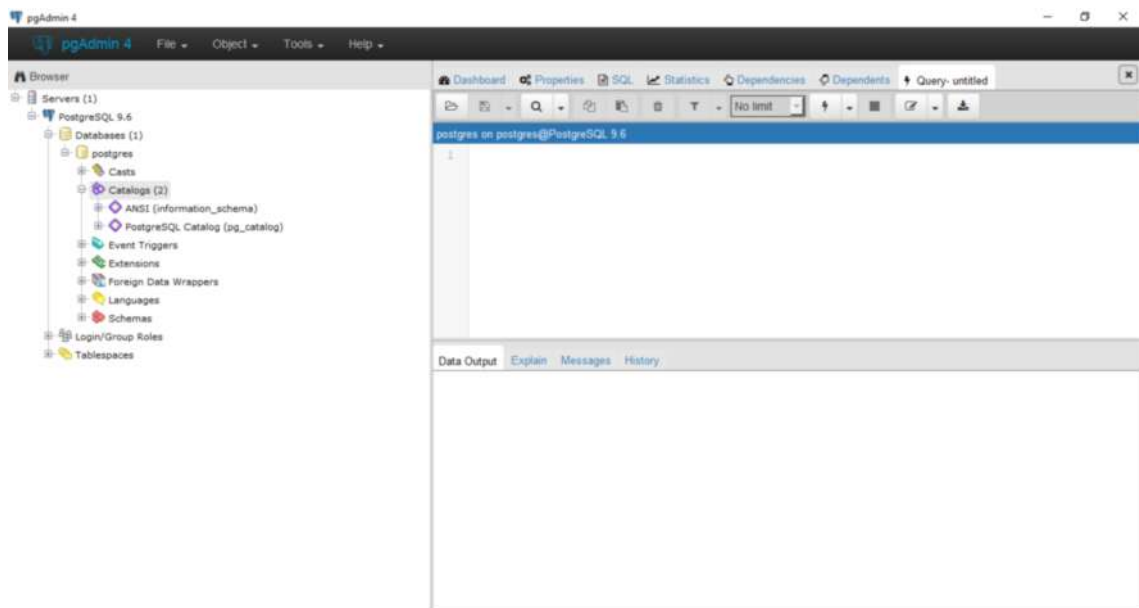 pgAdmin 4
pgAdmin 4 File Object Tools Help
Browser
Servers (1)
PostgreSQL 9.6
Databases (1)
postgres
Casts
Catalogs (2)
ANSI (information_schema)
PostgreSQL Catalog (pg_catalog)
Event Triggers
Extensions
Foreign Data Wrappers
Languages
Schemas
Login/Group Roles
Tablespaces
Dashboard Properties SQL Statistics Dependencies Dependents Query- untitled
No limit
postgres on postgres@PostgreSQL 9.6
1
Data Output Explain Messages History